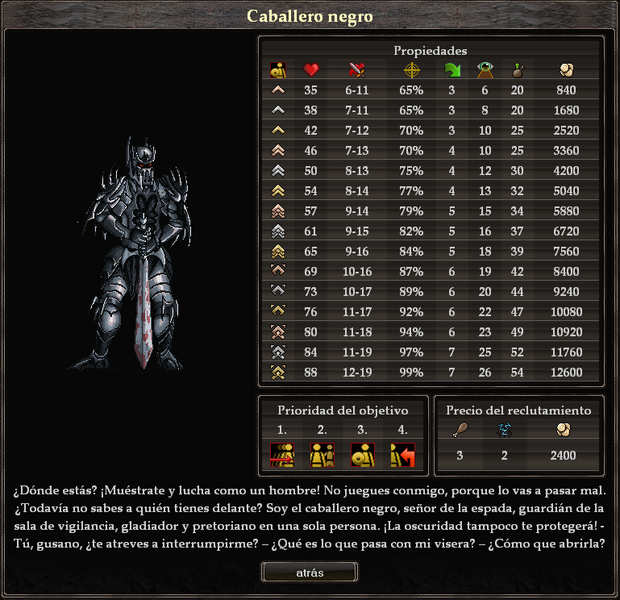 Caballero negro
Propiedades
35 6-11 65% 3 6 20 840
38 7-11 65% 3 8 20 1680
42 7-12 70% 3 10 25 2520
46 7-13 70% 4 10 25 3360
50 8-13 75% 4 12 30 4200
54 8-14 77% 4 13 32 5040
57 9-14 79% 5 15 34 5880
61 9-15 82% 5 16 37 6720
65 9-16 84% 5 18 39 7560
69 10-16 87% 6 19 42 8400
73 10-17 89% 6 20 44 9240
76 11-17 92% 6 22 47 10080
80 11-18 94% 6 23 49 10920
84 11-19 97% 7 25 52 11760
88 12-19 99% 7 26 54 12600
Prioridad del objetivo
1. 2. 3. 4.
Precio del reclutamiento
3 2 2400
¿Dónde estás? ¡Muéstrate y lucha como un hombre! No juegues conmigo, porque lo vas a pasar mal.
¿Todavía no sabes a quién tienes delante? Soy el caballero negro, señor de la espada, guardián de la
sala de vigilancia, gladiador y pretoriano en una sola persona. ¡La oscuridad tampoco te protegerá! -
Tú, gusano, ¿te atreves a interrumpirme? – ¿Qué es lo que pasa con mi visera? – ¿Cómo que abrirla?
atrás